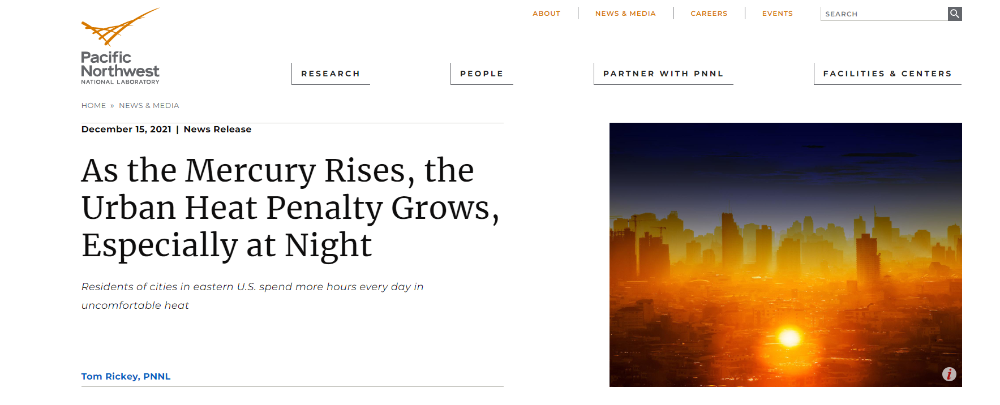 ABOUT
NEWS & MEDIA
CAREERS
EVENTS
SEARCH
Pacific
Northwest
NATIONAL LABORATORY
RESEARCH
PEOPLE
PARTNER WITH PNNL
FACILITIES & CENTERS
HOME » NEWS & MEDIA
December 15, 2021 | News Release
As the Mercury Rises, the
Urban Heat Penalty Grows,
Especially at Night
Residents of cities in eastern U.S. spend more hours every day in
uncomfortable heat
Tom Rickey, PNNL
i